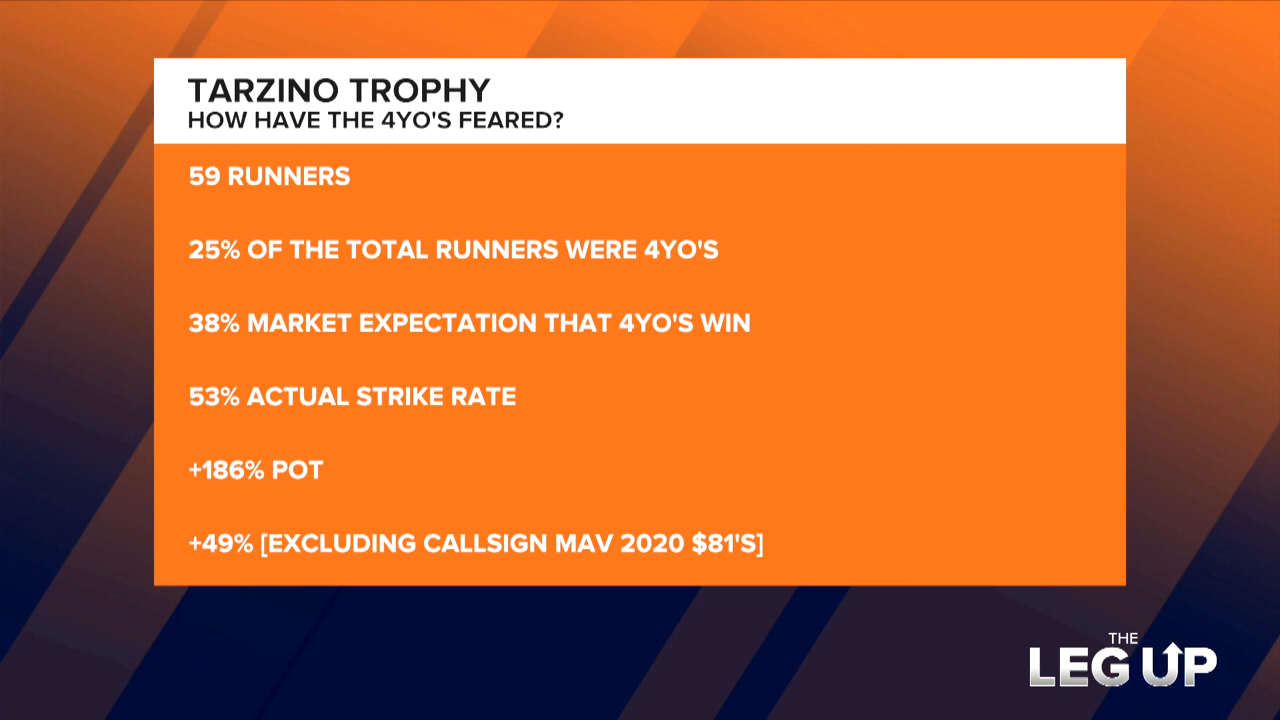 TARZINO TROPHY
HOW HAVE THE 4YO'S FEARED?
59 RUNNERS
25% OF THE TOTAL RUNNERS WERE 4YO'S
38% MARKET EXPECTATION THAT 4YO'S WIN
53% ACTUAL STRIKE RATE
+186% POT
+49% [EXCLUDING CALLSIGN MAV 2020 $81'S]
THE
LEG UP